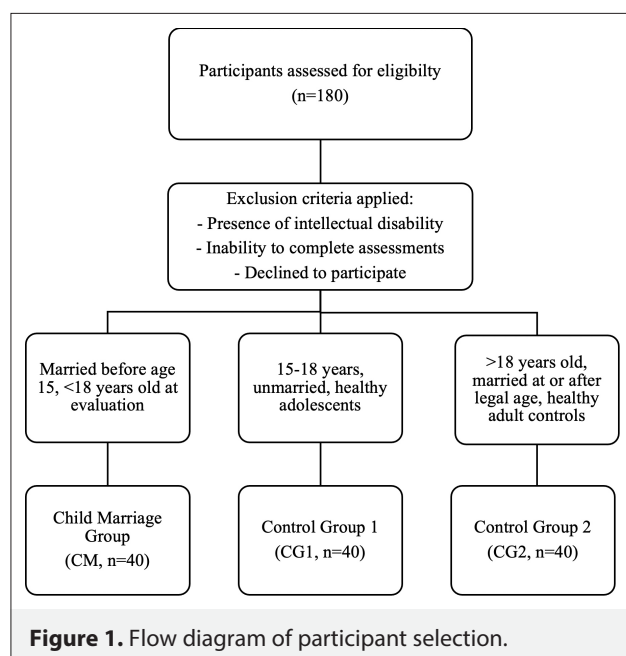 Participants assessed for eligibilty
(n=180)
Exclusion criteria applied:
- Presence of intellectual disability
- Inability to complete assessments
- Declined to participate
Married before age
15, <18 years old at
evaluation
15-18 years,
unmarried, healthy
adolescents
>18 years old,
married at or after
legal age, healthy
adult controls
Child Marriage
Group
(CM, n=40)
Control Group 1
(CG1, n=40)
Control Group 2
(CG2, n=40)
Figure 1. Flow diagram of participant selection.